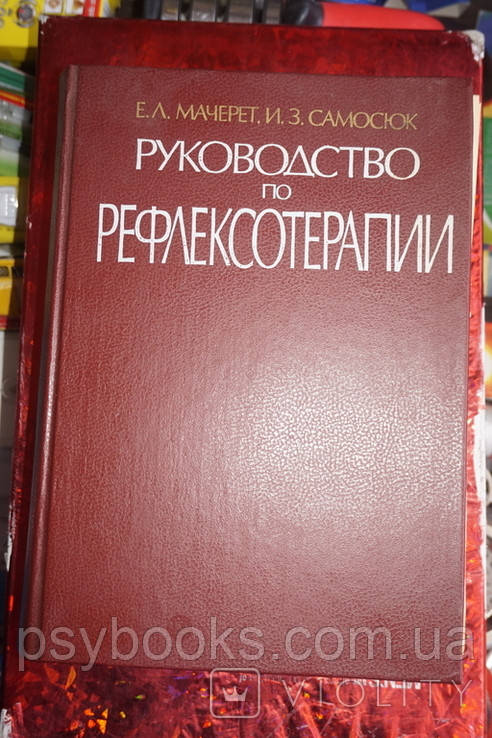 Е. Л. МАЧЕРЕТ, И. З. САМОСЮК
РУКОВОДСТВО
ПО
РЕФЛЕКСОТЕРАПИИ
psybooks.com.ua
VIOLITY